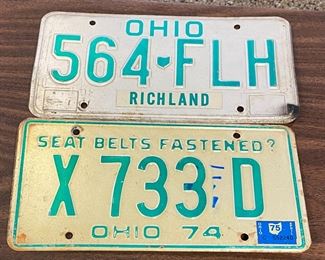 OHIO
564 FLH
RICHLAND
SEAT BELTS FASTENED?
X 733 D
75
OHIO 74